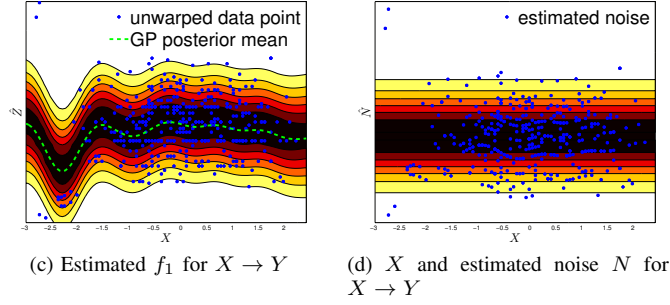 unwarped data point
GP posterior mean
Ẑ
-3 -2.5 -2 -1.5 -1 -0.5 0 0.5 1 1.5 2
X
(c) Estimated f₁ for X → Y
estimated noise
N̂
-3 -2.5 -2 -1.5 -1 -0.5 0 0.5 1 1.5 2
X
(d) X and estimated noise N for
X → Y